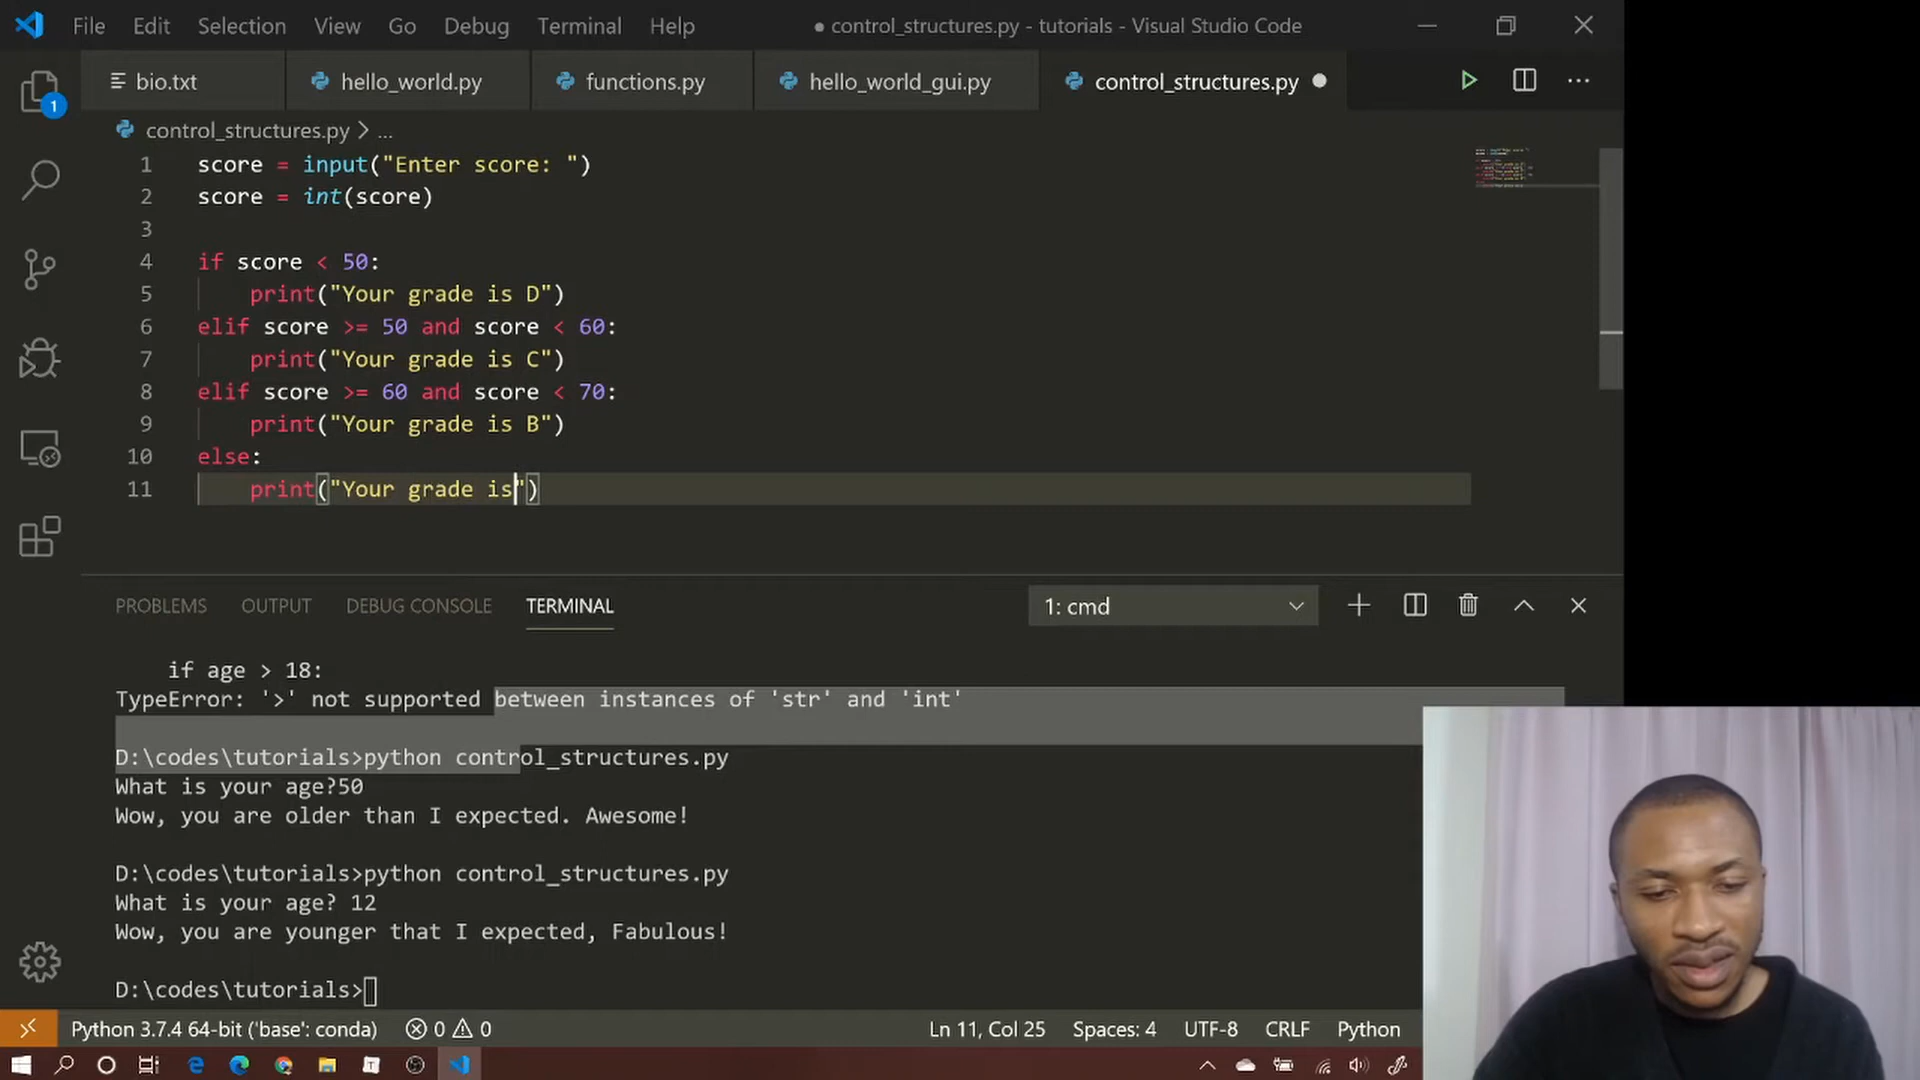 File Edit Selection View Go Debug Terminal Help
● control_structures.py - tutorials - Visual Studio Code
bio.txt hello_world.py functions.py hello_world_gui.py control_structures.py
control_structures.py > ...
1 score = input("Enter score: ")
2 score = int(score)
3
4 if score < 50:
5 print("Your grade is D")
6 elif score >= 50 and score < 60:
7 print("Your grade is C")
8 elif score >= 60 and score < 70:
9 print("Your grade is B")
10 else:
11 print("Your grade is")
PROBLEMS OUTPUT DEBUG CONSOLE TERMINAL 1: cmd
if age > 18:
TypeError: '>' not supported between instances of 'str' and 'int'
D:\codes\tutorials>python control_structures.py
What is your age?50
Wow, you are older than I expected. Awesome!
D:\codes\tutorials>python control_structures.py
What is your age? 12
Wow, you are younger that I expected, Fabulous!
D:\codes\tutorials>
1
Python 3.7.4 64-bit ('base': conda) 0 0 Ln 11, Col 25 Spaces: 4 UTF-8 CRLF Python